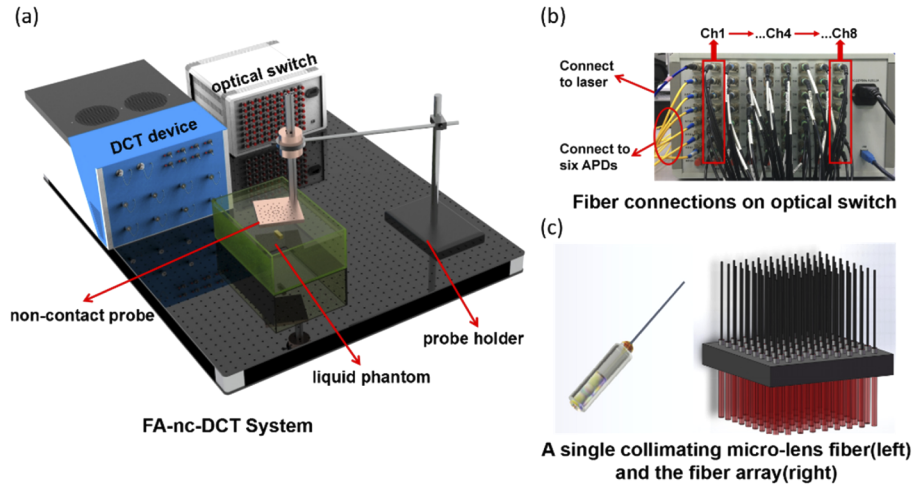 (a)
optical switch
DCT device
non-contact probe
probe holder
liquid phantom
FA-nc-DCT System
(b)
Ch1 ...Ch4 ...Ch8
Connect
to laser
Connect to
six APDs
Fiber connections on optical switch
(c)
A single collimating micro-lens fiber(left)
and the fiber array(right)